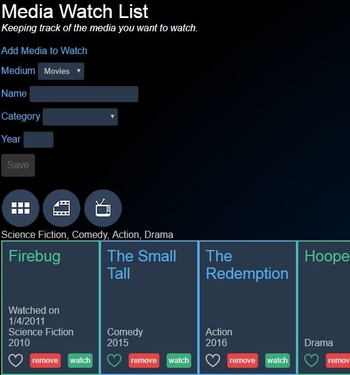 Media Watch List
Keeping track of the media you want to watch.
Add Media to Watch
Medium Movies
Name
Category
Year
Save
Science Fiction, Comedy, Action, Drama
Firebug
Watched on
1/4/2011
Science Fiction
2010
remove watch
The Small
Tall
Comedy
2015
remove watch
The
Redemption
Action
2016
remove watch
Hoope
Drama
remov